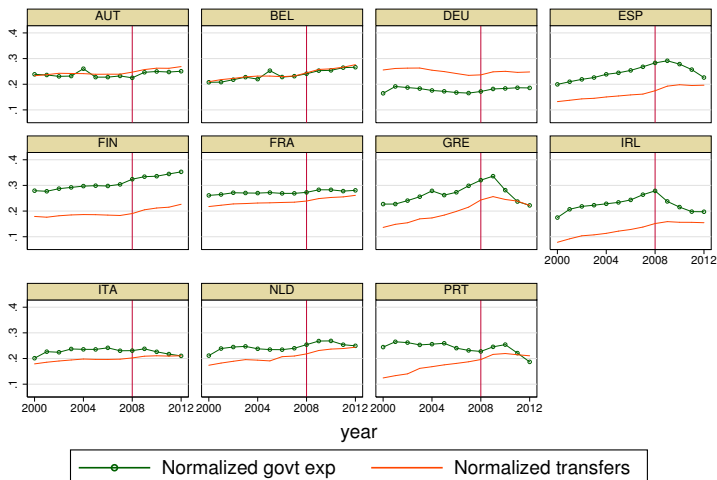 AUT BEL DEU ESP
.1 .2 .3 .4
FIN FRA GRE IRL
.1 .2 .3 .4
2000 2004 2008 2012
ITA NLD PRT
.1 .2 .3 .4
2000 2004 2008 2012 2000 2004 2008 2012 2000 2004 2008 2012
year
Normalized govt exp Normalized transfers